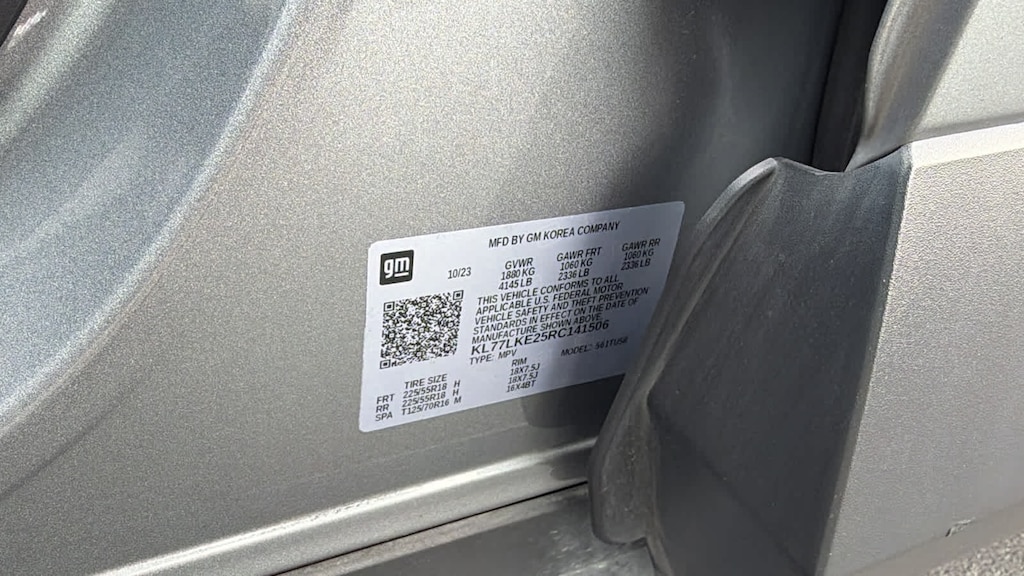 MFD BY GM KOREA COMPANY
gm
10/23
GVWR GAWR FRT GAWR RR
1880 KG 1060 KG 1060 KG
4145 LB 2336 LB 2336 LB
THIS VEHICLE CONFORMS TO ALL
APPLICABLE U.S. FEDERAL MOTOR
VEHICLE SAFETY AND THEFT PREVENTION
STANDARDS IN EFFECT ON THE DATE OF
MANUFACTURE SHOWN ABOVE.
KL77LKE25RC141506
TYPE: MPV MODEL:
TIRE SIZE RIM
FRT 225/55R18 H 18X7.5J
RR 225/55R18 H 18X7.5J
SPA T125/70R16 M 16X4BT